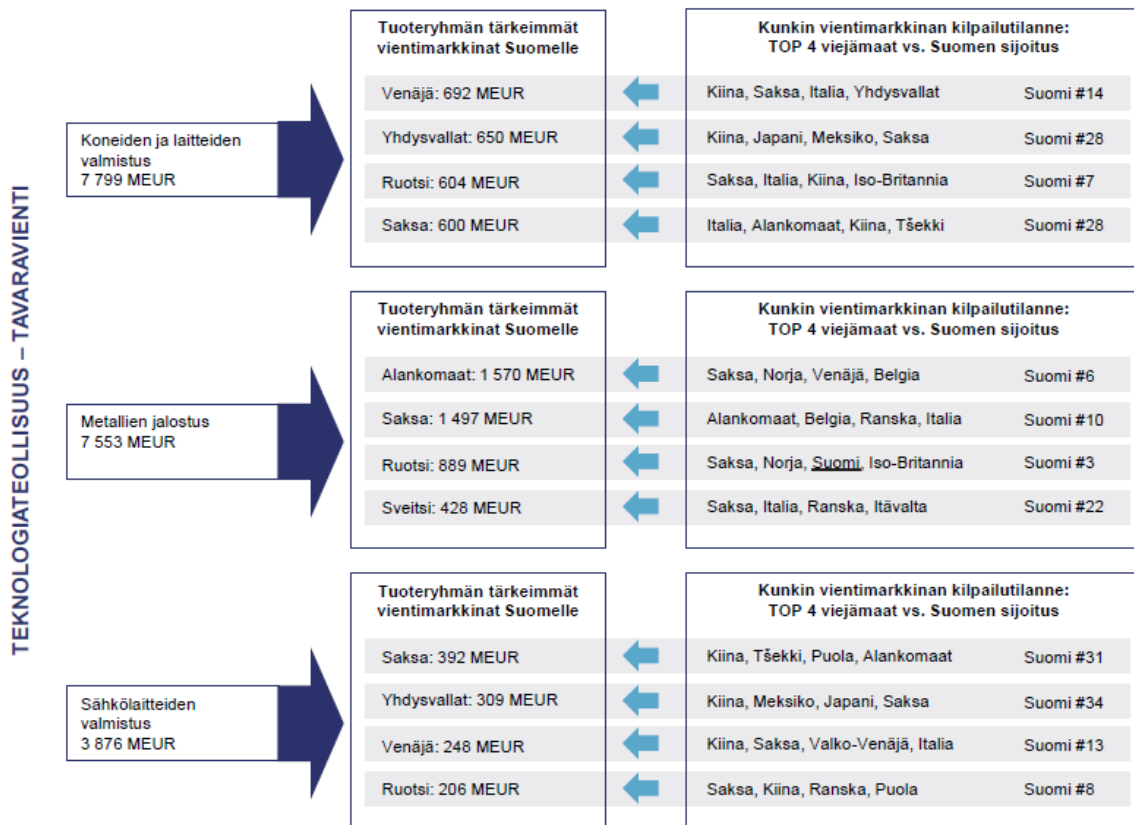 TEKNOLOGIATEOLLISUUS – TAVARAVIENTI
Koneiden ja laitteiden
valmistus
7 799 MEUR
Tuoteryhmän tärkeimmät
vientimarkkinat Suomelle
Kunkin vientimarkkinan kilpailutilanne:
TOP 4 viejämaat vs. Suomen sijoitus
Venäjä: 692 MEUR
Kiina, Saksa, Italia, Yhdysvallat
Suomi #14
Yhdysvallat: 650 MEUR
Kiina, Japani, Meksiko, Saksa
Suomi #28
Ruotsi: 604 MEUR
Saksa, Italia, Kiina, Iso-Britannia
Suomi #7
Saksa: 600 MEUR
Italia, Alankomaat, Kiina, Tšekki
Suomi #28
Metallien jalostus
7 553 MEUR
Tuoteryhmän tärkeimmät
vientimarkkinat Suomelle
Kunkin vientimarkkinan kilpailutilanne:
TOP 4 viejämaat vs. Suomen sijoitus
Alankomaat: 1 570 MEUR
Saksa, Norja, Venäjä, Belgia
Suomi #6
Saksa: 1 497 MEUR
Alankomaat, Belgia, Ranska, Italia
Suomi #10
Ruotsi: 889 MEUR
Saksa, Norja, Suomi, Iso-Britannia
Suomi #3
Sveitsi: 428 MEUR
Saksa, Italia, Ranska, Itävalta
Suomi #22
Sähkölaitteiden
valmistus
3 876 MEUR
Tuoteryhmän tärkeimmät
vientimarkkinat Suomelle
Kunkin vientimarkkinan kilpailutilanne:
TOP 4 viejämaat vs. Suomen sijoitus
Saksa: 392 MEUR
Kiina, Tšekki, Puola, Alankomaat
Suomi #31
Yhdysvallat: 309 MEUR
Kiina, Meksiko, Japani, Saksa
Suomi #34
Venäjä: 248 MEUR
Kiina, Saksa, Valko-Venäjä, Italia
Suomi #13
Ruotsi: 206 MEUR
Saksa, Kiina, Ranska, Puola
Suomi #8